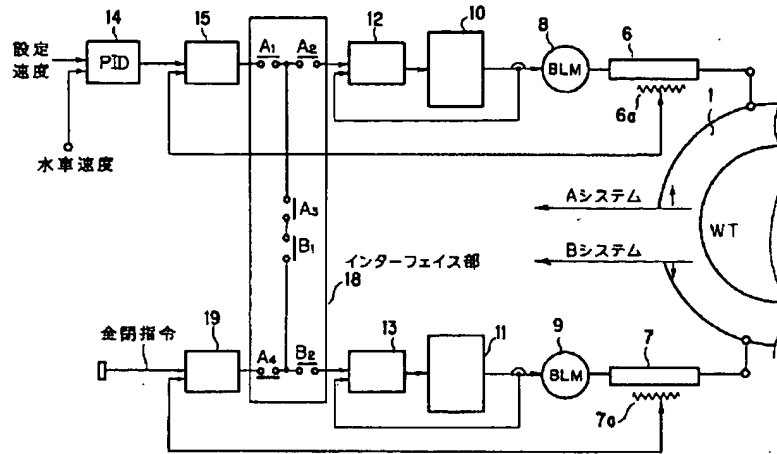 14
15
設定
速度
PID
水車速度
A₁
A₂
12
10
8
BLM
6
6a
1
A₃
B₁
Aシステム
Bシステム
WT
インターフェイス部
18
全閉指令
19
A₄
B₂
13
11
9
BLM
7
7a